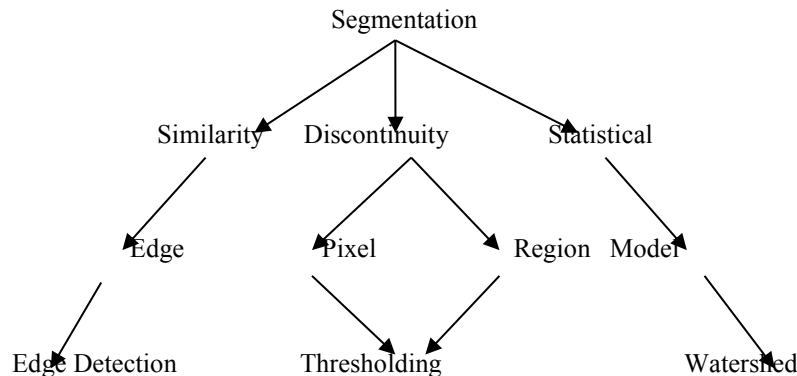 Segmentation
Similarity Discontinuity Statistical
Edge Pixel Region Model
Edge Detection Thresholding Watershed